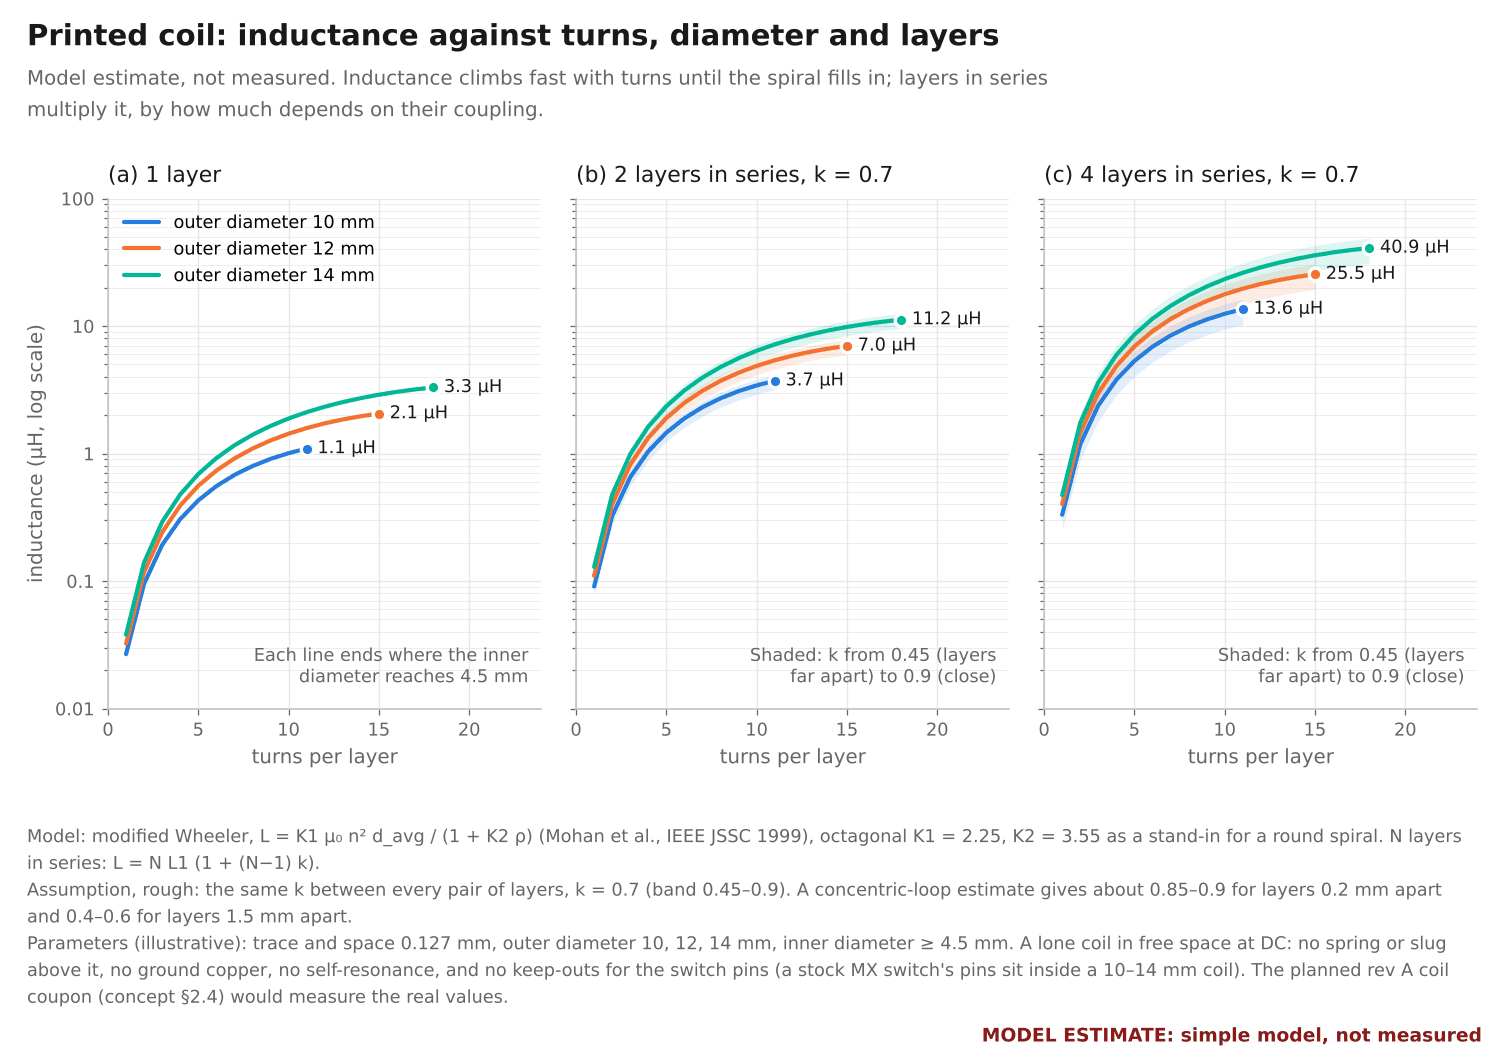 Printed coil: inductance against turns, diameter and layers
Model estimate, not measured. Inductance climbs fast with turns until the spiral fills in; layers in series
multiply it, by how much depends on their coupling.
(a) 1 layer
(b) 2 layers in series, k = 0.7
(c) 4 layers in series, k = 0.7
outer diameter 10 mm
outer diameter 12 mm
outer diameter 14 mm
inductance (µH, log scale)
100
10
1
0.1
0.01
3.3 µH
2.1 µH
1.1 µH
Each line ends where the inner
diameter reaches 4.5 mm
0 5 10 15 20
turns per layer
11.2 µH
7.0 µH
3.7 µH
Shaded: k from 0.45 (layers
far apart) to 0.9 (close)
0 5 10 15 20
turns per layer
40.9 µH
25.5 µH
13.6 µH
Shaded: k from 0.45 (layers
far apart) to 0.9 (close)
0 5 10 15 20
turns per layer
Model: modified Wheeler, L = K1 µ₀ n² d_avg / (1 + K2 ρ) (Mohan et al., IEEE JSSC 1999), octagonal K1 = 2.25, K2 = 3.55 as a stand-in for a round spiral. N layers
in series: L = N L1 (1 + (N−1) k).
Assumption, rough: the same k between every pair of layers, k = 0.7 (band 0.45–0.9). A concentric-loop estimate gives about 0.85–0.9 for layers 0.2 mm apart
and 0.4–0.6 for layers 1.5 mm apart.
Parameters (illustrative): trace and space 0.127 mm, outer diameter 10, 12, 14 mm, inner diameter ≥ 4.5 mm. A lone coil in free space at DC: no spring or slug
above it, no ground copper, no self-resonance, and no keep-outs for the switch pins (a stock MX switch's pins sit inside a 10–14 mm coil). The planned rev A coil
coupon (concept §2.4) would measure the real values.
MODEL ESTIMATE: simple model, not measured